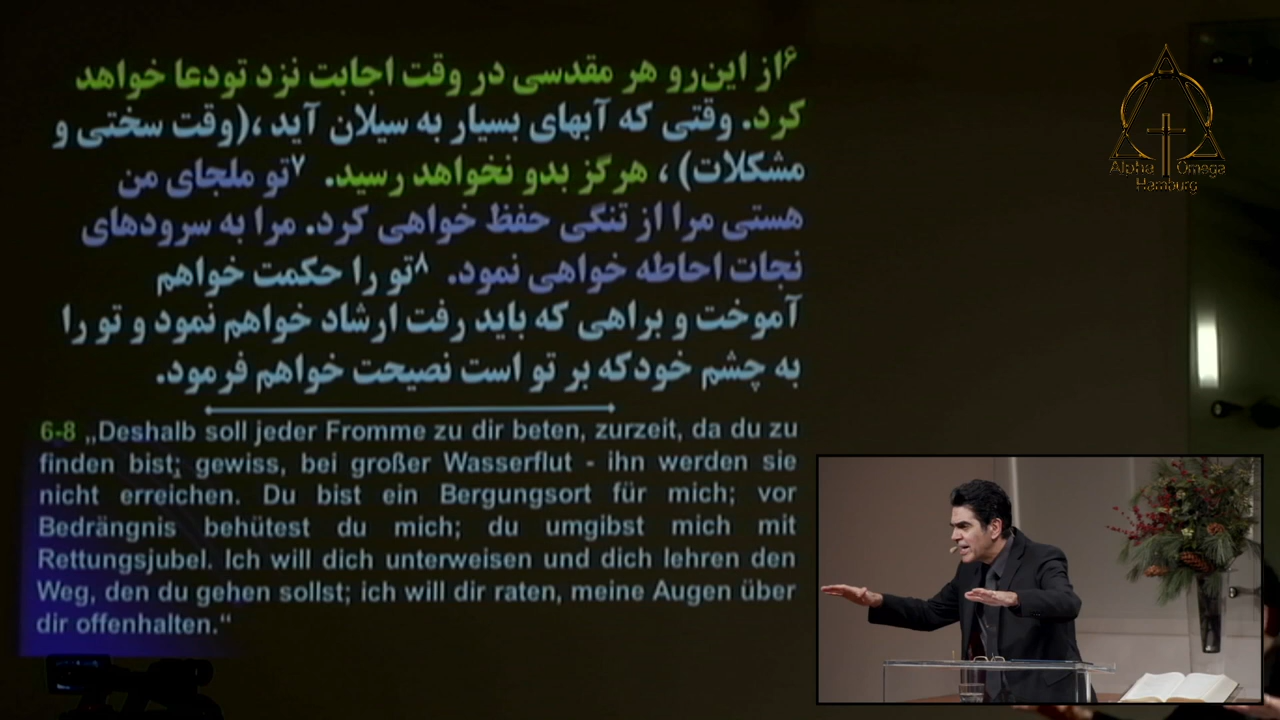 ۶از این‌رو هر مقدسی در وقت اجابت نزد تودعا خواهد
کرد. وقتی که آبهای بسیار به سیلان آید ،(وقت سختی و
مشکلات) ، هرگز بدو نخواهد رسید. ۷تو ملجای من
هستی مرا از تنگی حفظ خواهی کرد. مرا به سرودهای
نجات احاطه خواهی نمود. ۸تو را حکمت خواهم
آموخت و براهی که باید رفت ارشاد خواهم نمود و تو را
به چشم خودکه بر تو است نصیحت خواهم فرمود.
6-8 „Deshalb soll jeder Fromme zu dir beten, zurzeit, da du zu
finden bist; gewiss, bei großer Wasserflut - ihn werden sie
nicht erreichen. Du bist ein Bergungsort für mich; vor
Bedrängnis behütest du mich; du umgibst mich mit
Rettungsjubel. Ich will dich unterweisen und dich lehren den
Weg, den du gehen sollst; ich will dir raten, meine Augen über
dir offenhalten.“
Alpha Omega
Hamburg